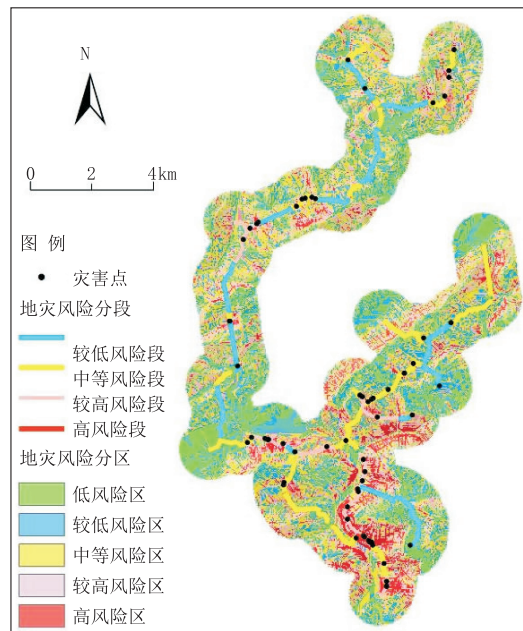 N
0 2 4km
图 例
灾害点
地灾风险分段
较低风险段
中等风险段
较高风险段
高风险段
地灾风险分区
低风险区
较低风险区
中等风险区
较高风险区
高风险区